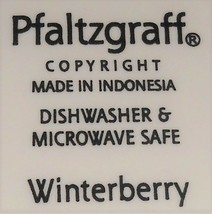 Pfaltzgraff®
COPYRIGHT
MADE IN INDONESIA
DISHWASHER &
MICROWAVE SAFE
Winterberry